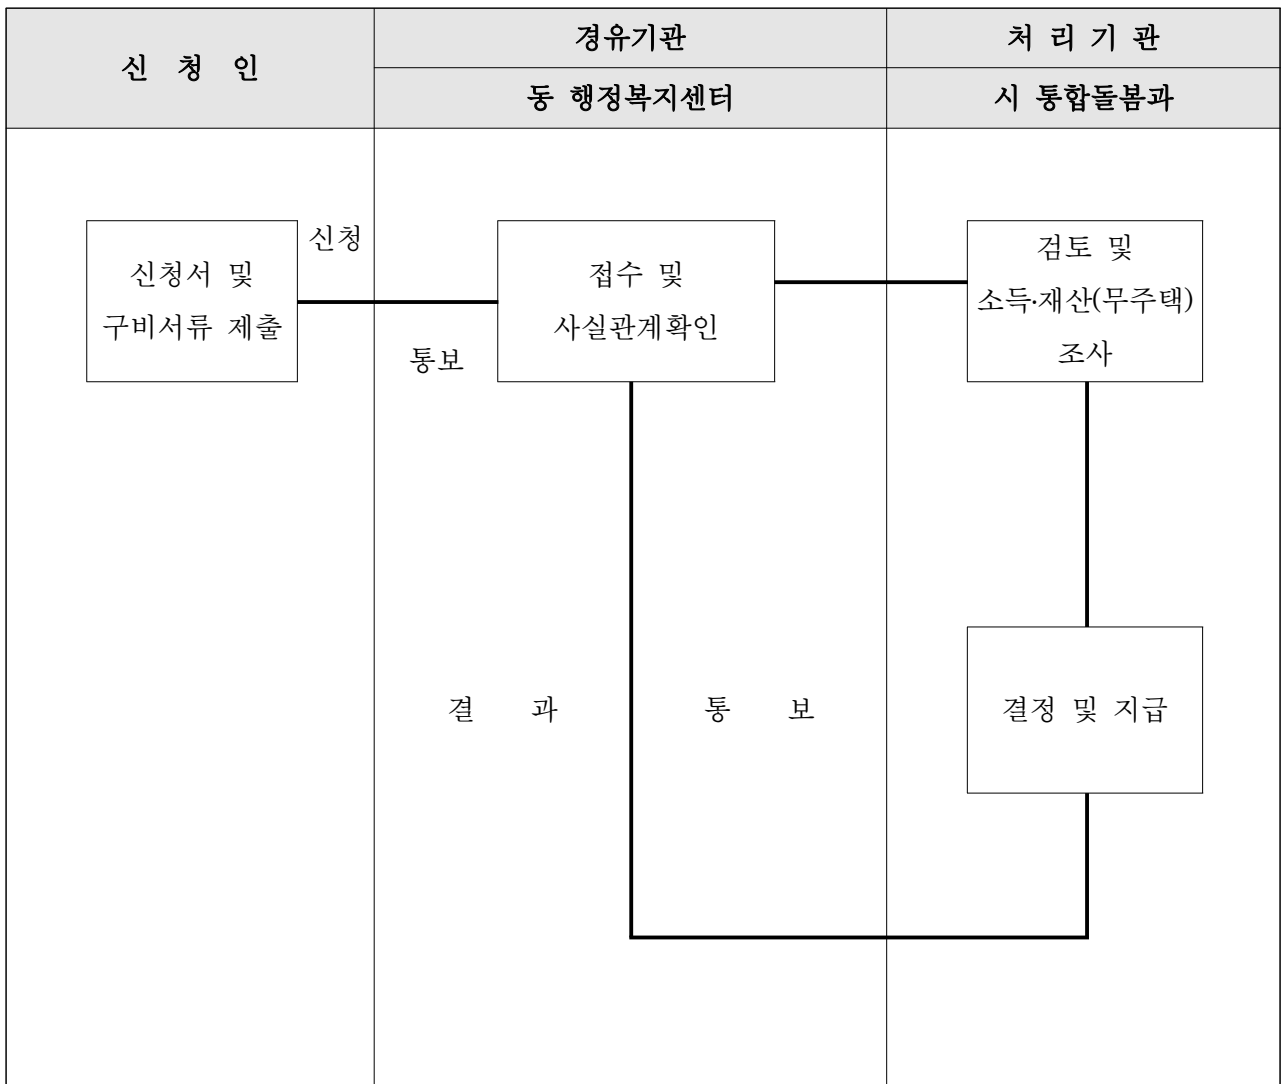 신 청 인
경유기관
처 리 기 관
동 행정복지센터
시 통합돌봄과
신청서 및
구비서류 제출
신청
통보
접수 및
사실관계확인
검토 및
소득·재산(무주택)
조사
결 과 통 보
결정 및 지급